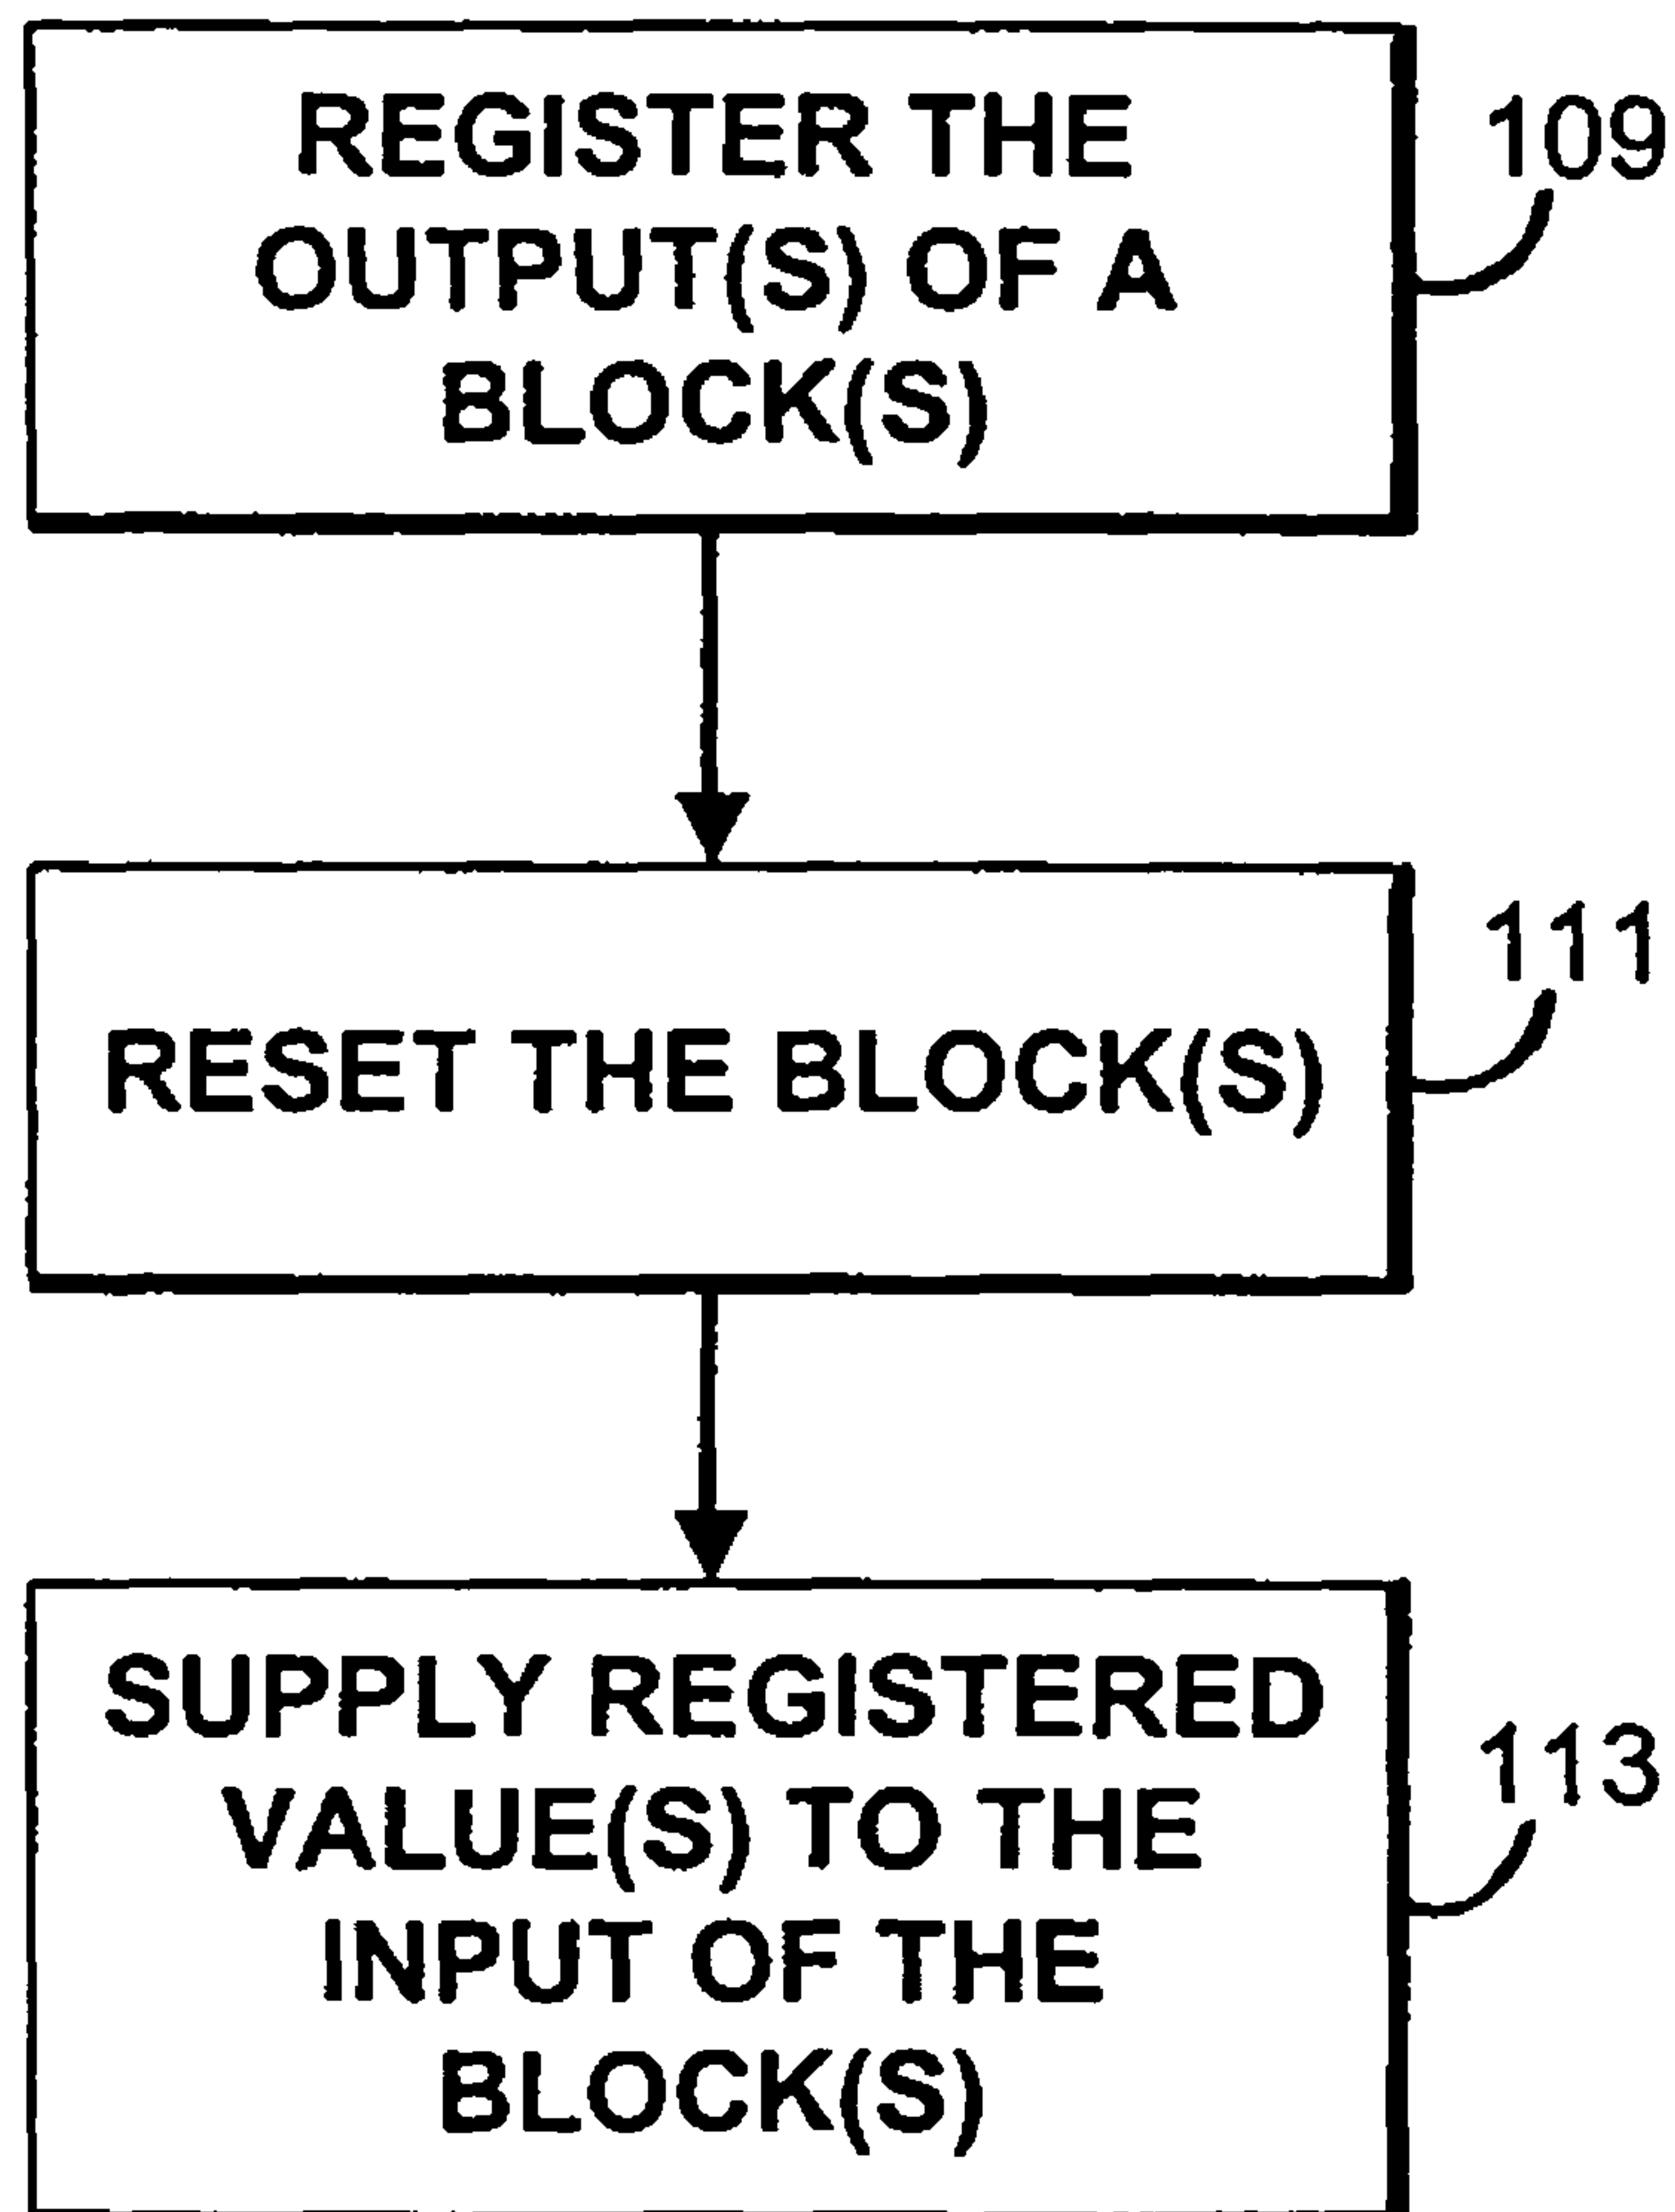 REGISTER THE
OUTPUT(S) OF A
BLOCK(S)
109
RESET THE BLOCK(S)
111
SUPPLY REGISTERED
VALUE(S) TO THE
INPUT OF THE
BLOCK(S)
113